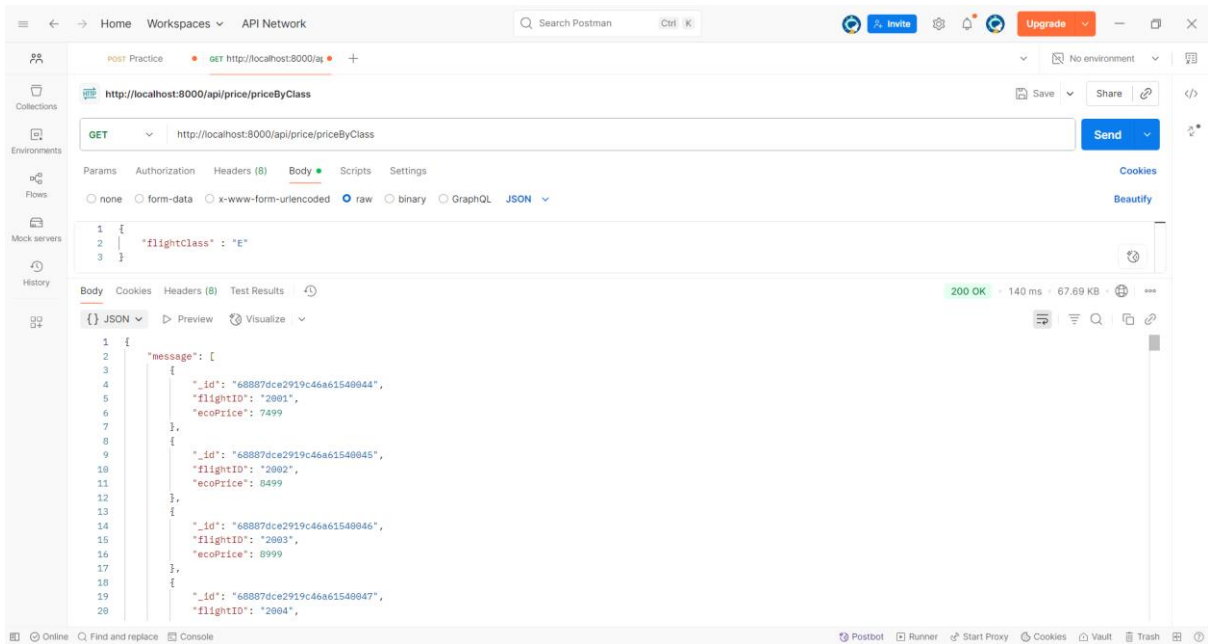 Home Workspaces API Network Search Postman Ctrl K Invite Upgrade
POST Practice GET http://localhost:8000/ap No environment
HTTP http://localhost:8000/api/price/priceByClass Save Share
Collections
GET http://localhost:8000/api/price/priceByClass Send
Environments
Params Authorization Headers (8) Body Scripts Settings Cookies
Flows
none form-data x-www-form-urlencoded raw binary GraphQL JSON Beautify
Mock servers
1 {
2 "flightClass" : "E"
3 }
History
Body Cookies Headers (8) Test Results 200 OK 140 ms 67.69 KB
{} JSON Preview Visualize
1 {
2 "message": [
3 {
4 "_id": "68887dce2919c46a61540044",
5 "flightID": "2001",
6 "ecoPrice": 7499
7 },
8 {
9 "_id": "68887dce2919c46a61540045",
10 "flightID": "2002",
11 "ecoPrice": 8499
12 },
13 {
14 "_id": "68887dce2919c46a61540046",
15 "flightID": "2003",
16 "ecoPrice": 8999
17 },
18 {
19 "_id": "68887dce2919c46a61540047",
20 "flightID": "2004",
Online Find and replace Console Postbot Runner Start Proxy Cookies Vault Trash